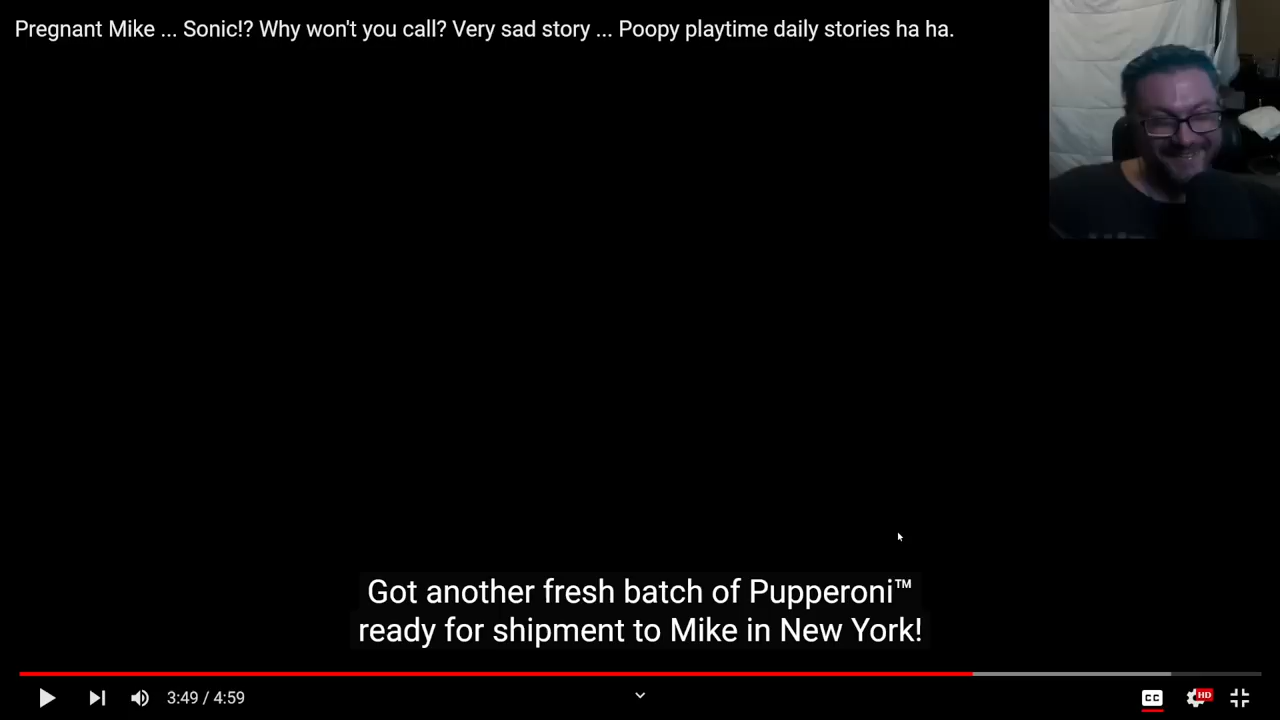 Pregnant Mike ... Sonic!? Why won't you call? Very sad story ... Poopy playtime daily stories ha ha.
Got another fresh batch of Pupperoni™
ready for shipment to Mike in New York!
3:49 / 4:59
CC
HD